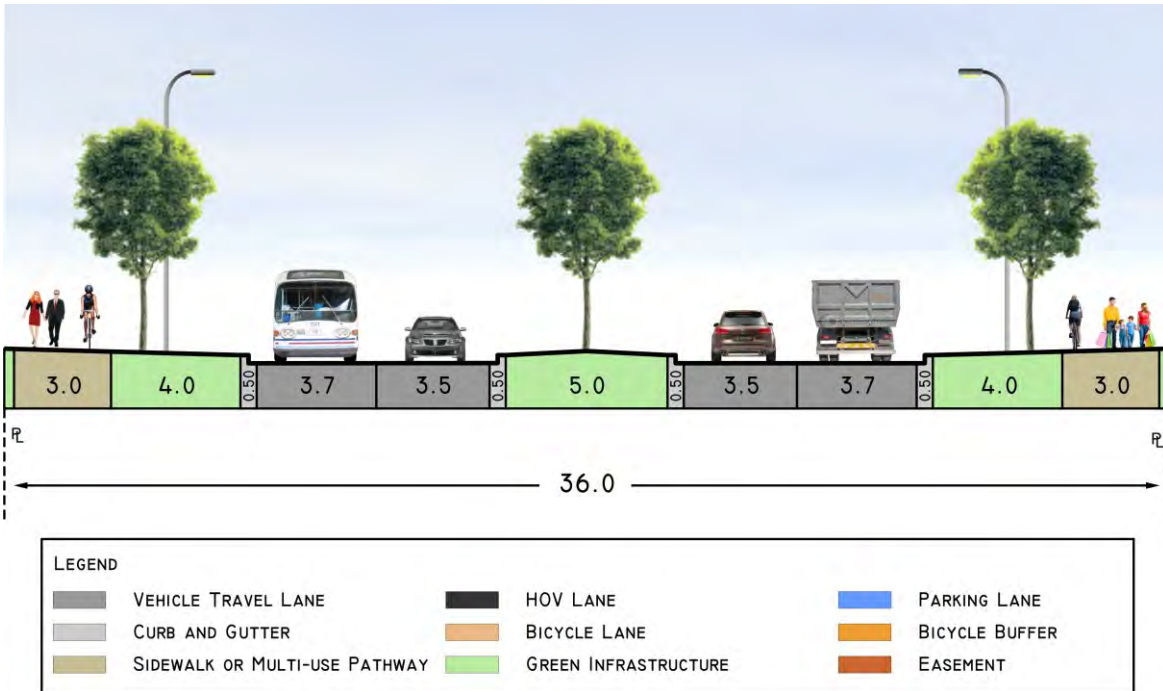 3.0 4.0 0.50 3.7 3.5 0.50 5.0 0.50 3.5 3.7 0.50 4.0 3.0
PL PL
36.0
LEGEND
VEHICLE TRAVEL LANE HOV LANE PARKING LANE
CURB AND GUTTER BICYCLE LANE BICYCLE BUFFER
SIDEWALK OR MULTI-USE PATHWAY GREEN INFRASTRUCTURE EASEMENT